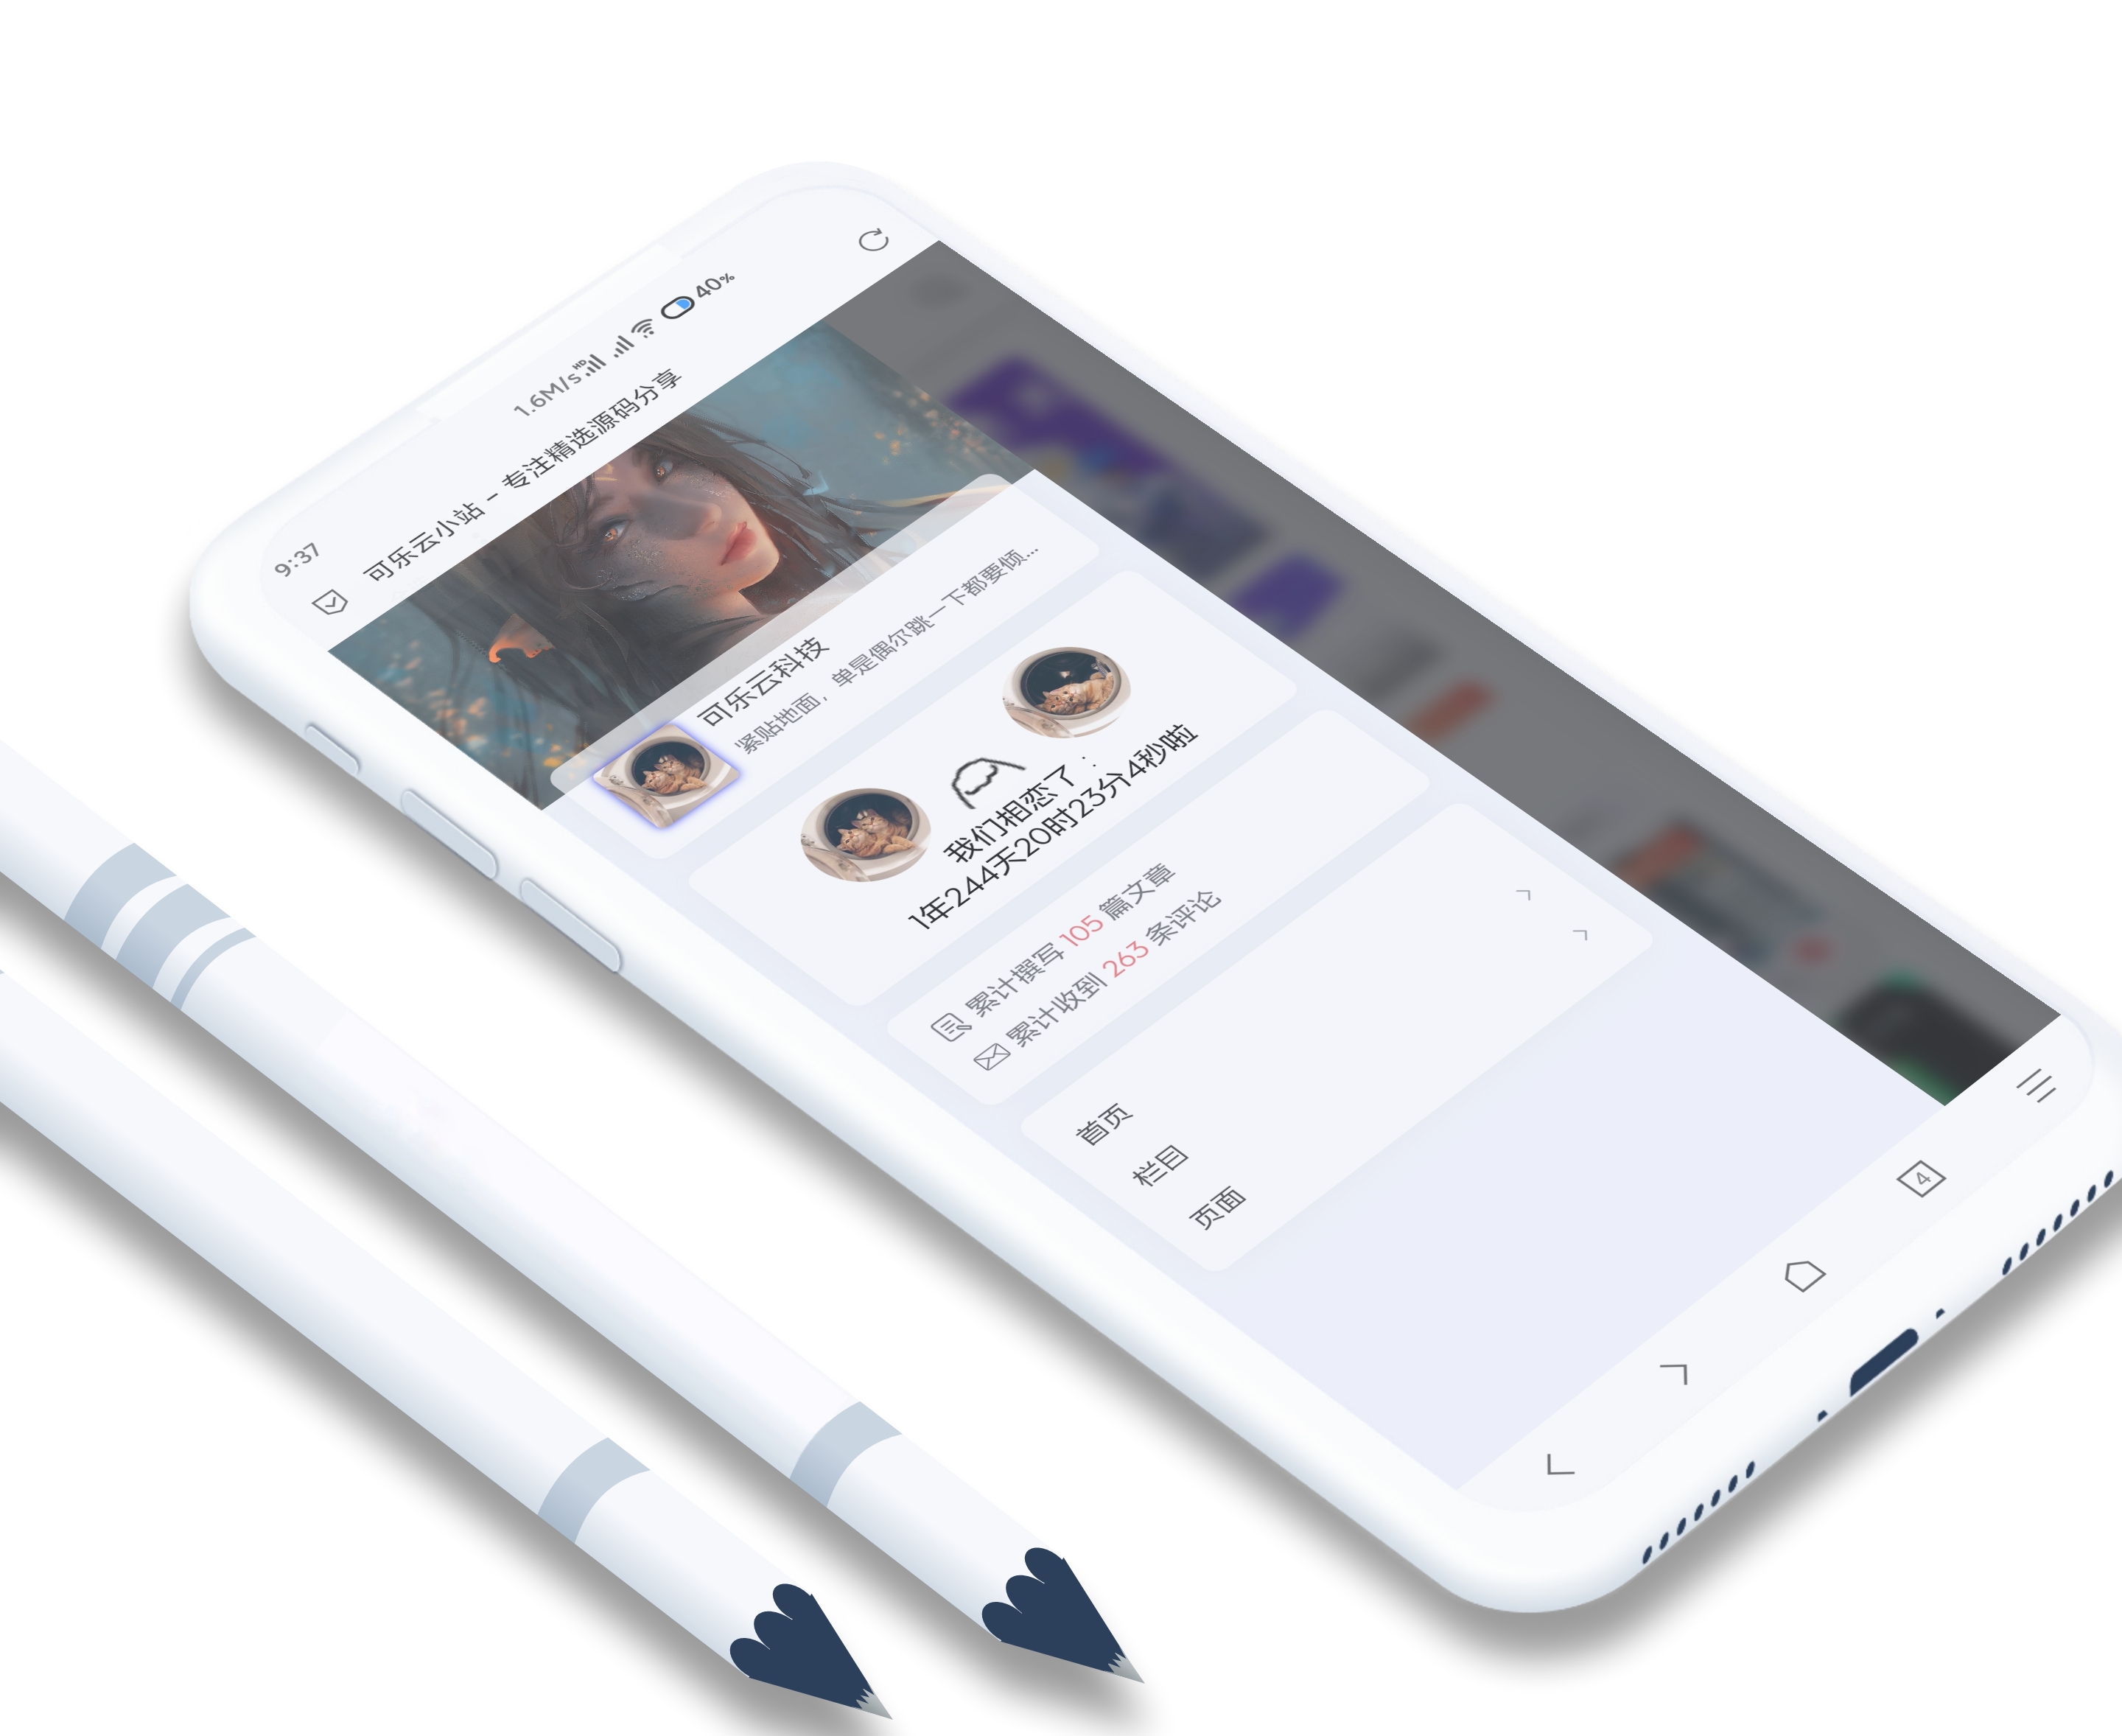 9:37
1.6M/s HD 40%
可乐云小站 - 专注精选源码分享
可乐云科技
紧贴地面，单是偶尔跳一下都要倾...
我们相恋了：
1年244天20时23分4秒啦
累计撰写 105 篇文章
累计收到 263 条评论
首页
栏目
页面
4